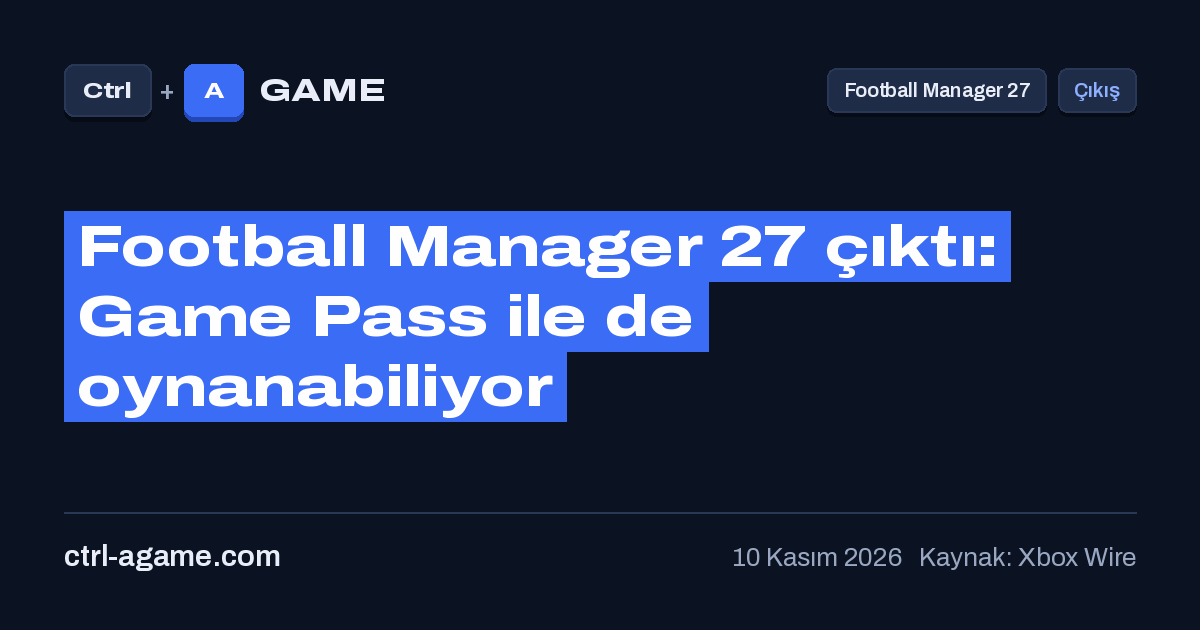 Ctrl + A GAME
Football Manager 27 Çıkış
Football Manager 27 çıktı:
Game Pass ile de
oynanabiliyor
ctrl-agame.com
10 Kasım 2026 Kaynak: Xbox Wire